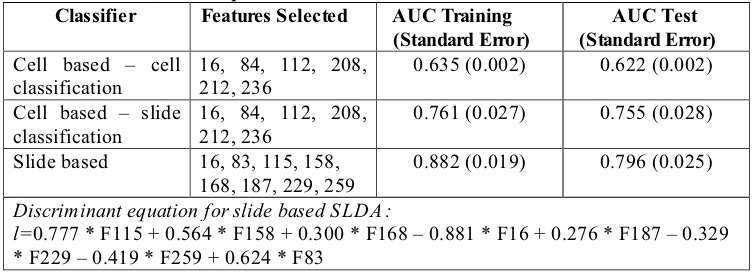 Classifier Features Selected AUC Training AUC Test
(Standard Error) (Standard Error)
Cell based – cell 16, 84, 112, 208, 0.635 (0.002) 0.622 (0.002)
classification 212, 236
Cell based – slide 16, 84, 112, 208, 0.761 (0.027) 0.755 (0.028)
classification 212, 236
Slide based 16, 83, 115, 158, 0.882 (0.019) 0.796 (0.025)
168, 187, 229, 259
Discriminant equation for slide based SLDA:
l=0.777 * F115 + 0.564 * F158 + 0.300 * F168 – 0.881 * F16 + 0.276 * F187 – 0.329
* F229 – 0.419 * F259 + 0.624 * F83